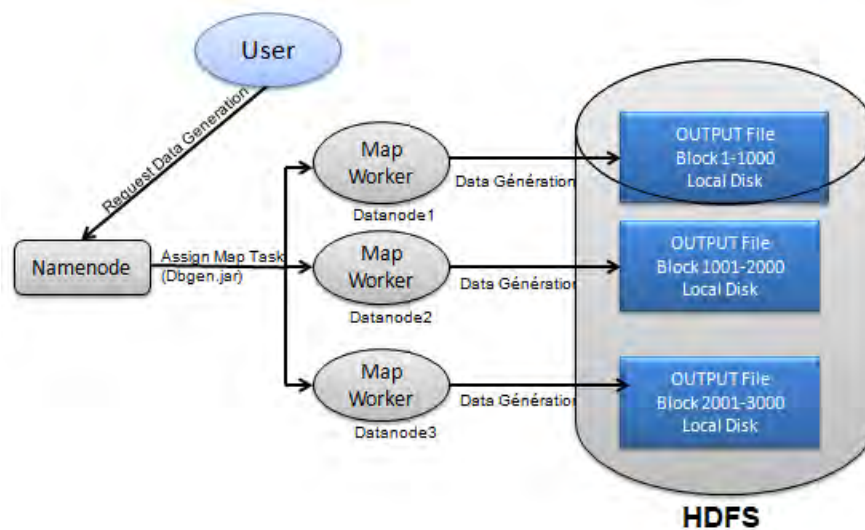 User
Request Data Generation
Namenode
Assign Map Task
(Dbgen.jar)
Map
Worker
Datanode1
Data Génération
OUTPUT File
Block 1-1000
Local Disk
Map
Worker
Datanode2
Data Génération
OUTPUT File
Block 1001-2000
Local Disk
Map
Worker
Datanode3
Data Génération
OUTPUT File
Block 2001-3000
Local Disk
HDFS